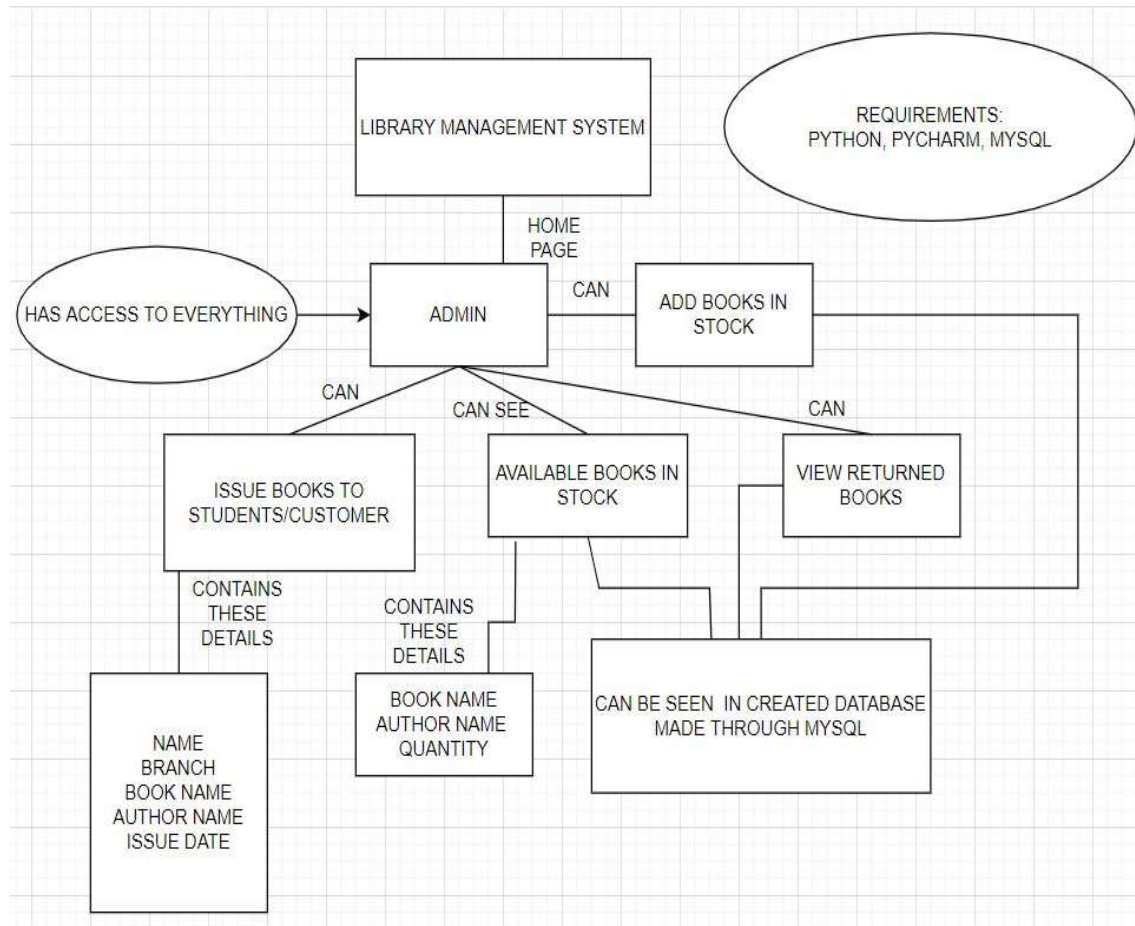 LIBRARY MANAGEMENT SYSTEM
REQUIREMENTS:
PYTHON, PYCHARM, MYSQL
HOME
PAGE
HAS ACCESS TO EVERYTHING
ADMIN
CAN
ADD BOOKS IN
STOCK
CAN
CAN SEE
CAN
ISSUE BOOKS TO
STUDENTS/CUSTOMER
AVAILABLE BOOKS IN
STOCK
VIEW RETURNED
BOOKS
CONTAINS
THESE
DETAILS
CONTAINS
THESE
DETAILS
NAME
BRANCH
BOOK NAME
AUTHOR NAME
ISSUE DATE
BOOK NAME
AUTHOR NAME
QUANTITY
CAN BE SEEN IN CREATED DATABASE
MADE THROUGH MYSQL